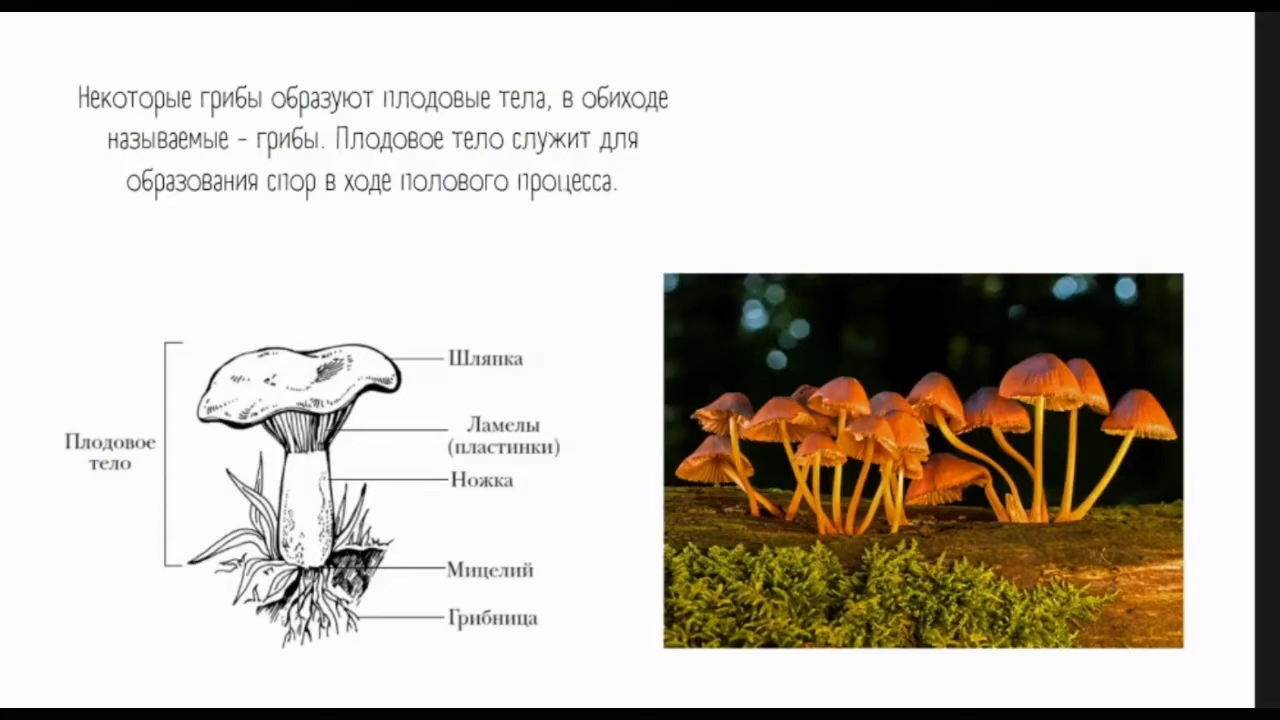 Некоторые грибы образуют плодовые тела, в обиходе
называемые - грибы. Плодовое тело служит для
образования спор в ходе полового процесса.
Шляпка
Ламелы
(пластинки)
Плодовое
тело
Ножка
Мицелий
Грибница